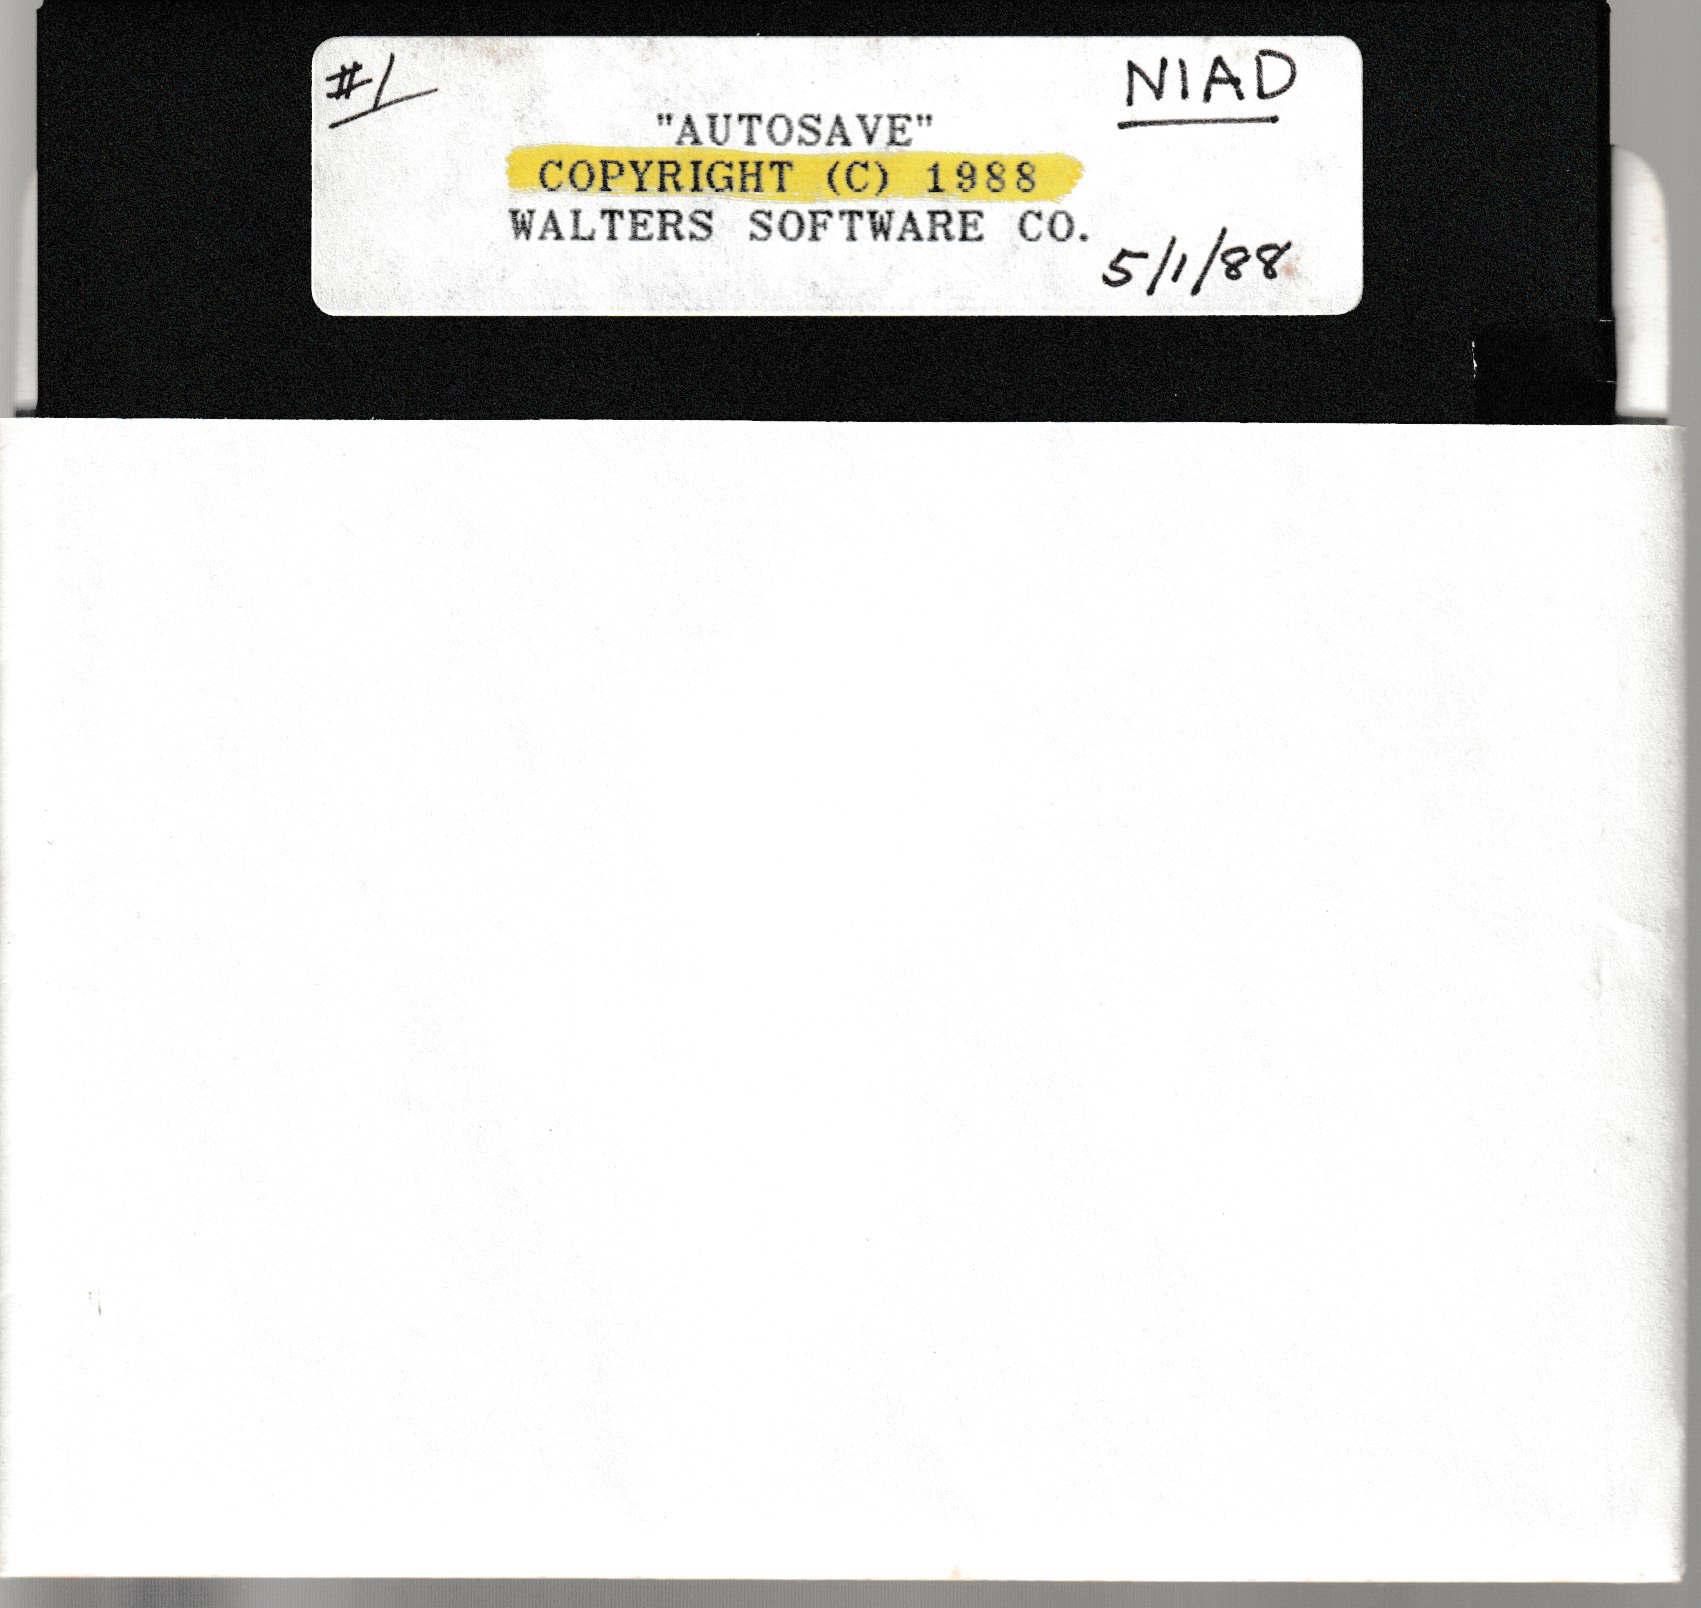 #1
NIAD
"AUTOSAVE"
COPYRIGHT (C) 1988
WALTERS SOFTWARE CO.
5/1/88